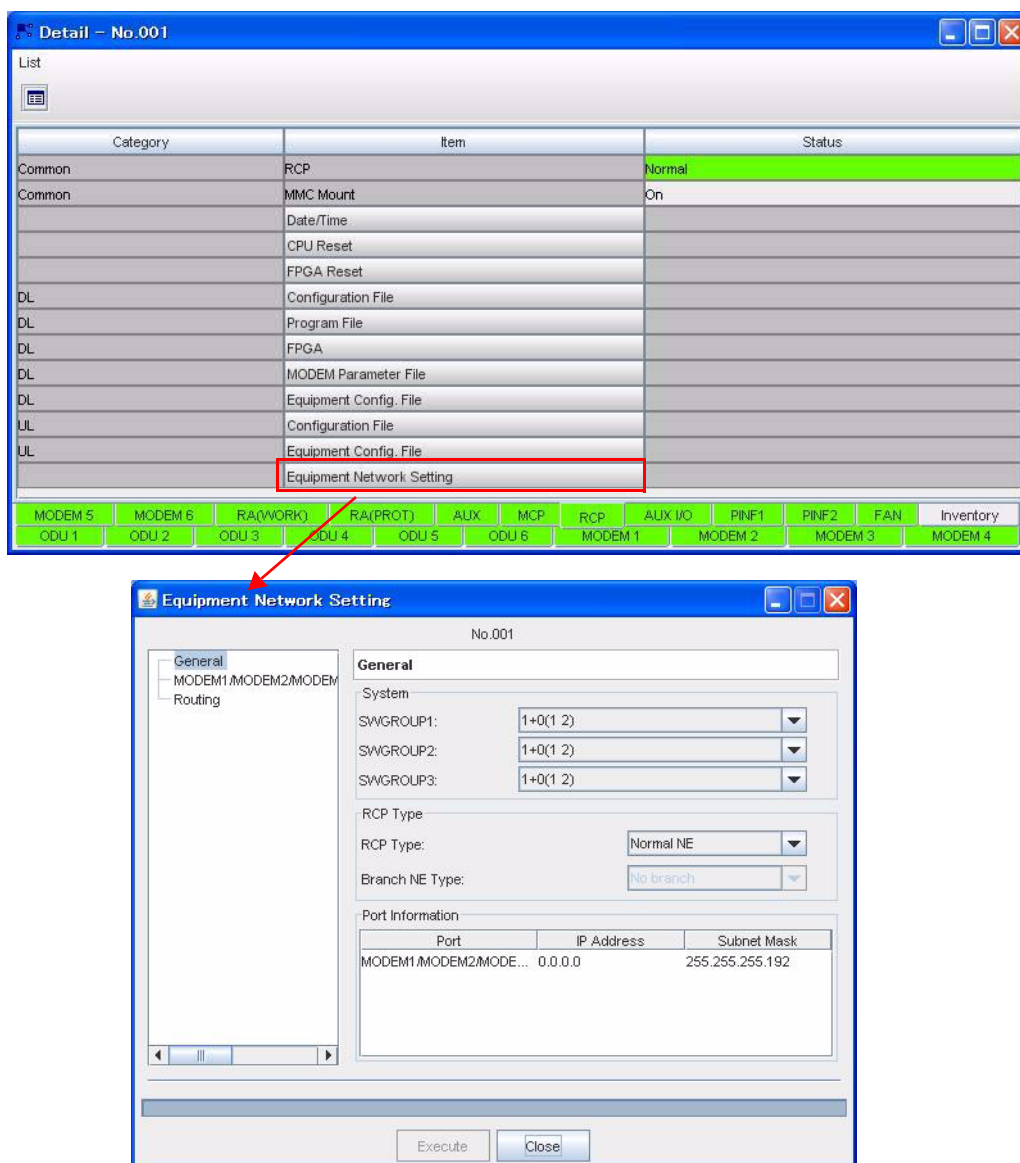 Detail – No.001
List
Category Item Status
Common RCP Normal
Common MMC Mount On
Date/Time
CPU Reset
FPGA Reset
DL Configuration File
DL Program File
DL FPGA
DL MODEM Parameter File
DL Equipment Config. File
UL Configuration File
UL Equipment Config. File
Equipment Network Setting
MODEM 5 MODEM 6 RA(WORK) RA(PROT) AUX MCP RCP AUX I/O PINF1 PINF2 FAN Inventory
ODU 1 ODU 2 ODU 3 ODU 4 ODU 5 ODU 6 MODEM 1 MODEM 2 MODEM 3 MODEM 4
Equipment Network Setting
No.001
General
MODEM1/MODEM2/MODEM
Routing
General
System
SWGROUP1: 1+0(1 2)
SWGROUP2: 1+0(1 2)
SWGROUP3: 1+0(1 2)
RCP Type
RCP Type: Normal NE
Branch NE Type: No branch
Port Information
Port IP Address Subnet Mask
MODEM1/MODEM2/MODE... 0.0.0.0 255.255.255.192
Execute Close